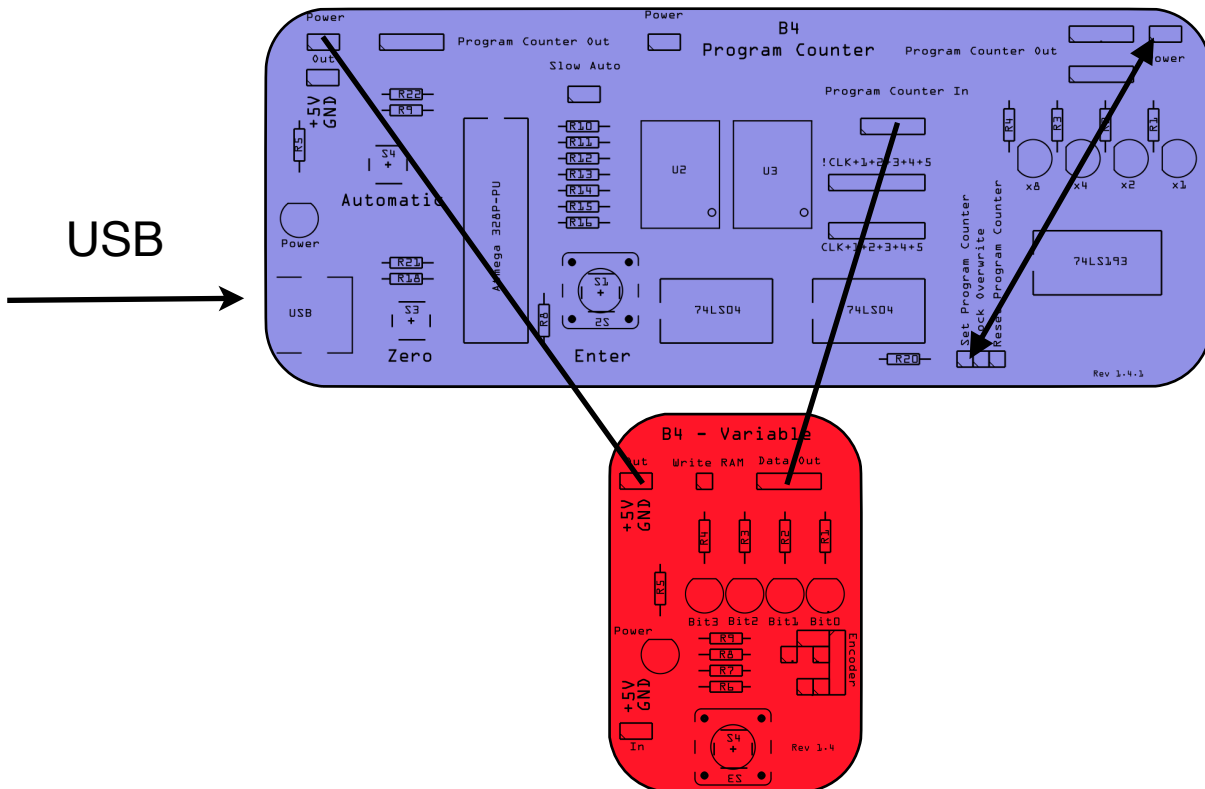 Power
Program Counter Out
Power
B4
Program Counter
Program Counter Out
Power
Out
Slow Auto
+5V
GND
R22
R9
Program Counter In
R5
S4
Automatic
Atmega 328P-PU
R10
R11
R12
R13
R14
R15
R16
U2
U3
!CLK+1+2+3+4+5
CLK+1+2+3+4+5
R4
R3
R2
R1
x8
x4
x2
x1
USB
Power
R21
R18
USB
S3
Zero
R8
S1
S2
Enter
74LS04
74LS04
Set Program Counter
Clock Overwrite
Reset Program Counter
74LS193
R20
Rev 1.4.1
B4 - Variable
Out
Write RAM
Data Out
+5V
GND
R4
R3
R2
R1
R5
Bit3
Bit2
Bit1
Bit0
Power
R9
R8
R7
R6
Encoder
+5V
GND
In
S4
S3
Rev 1.4